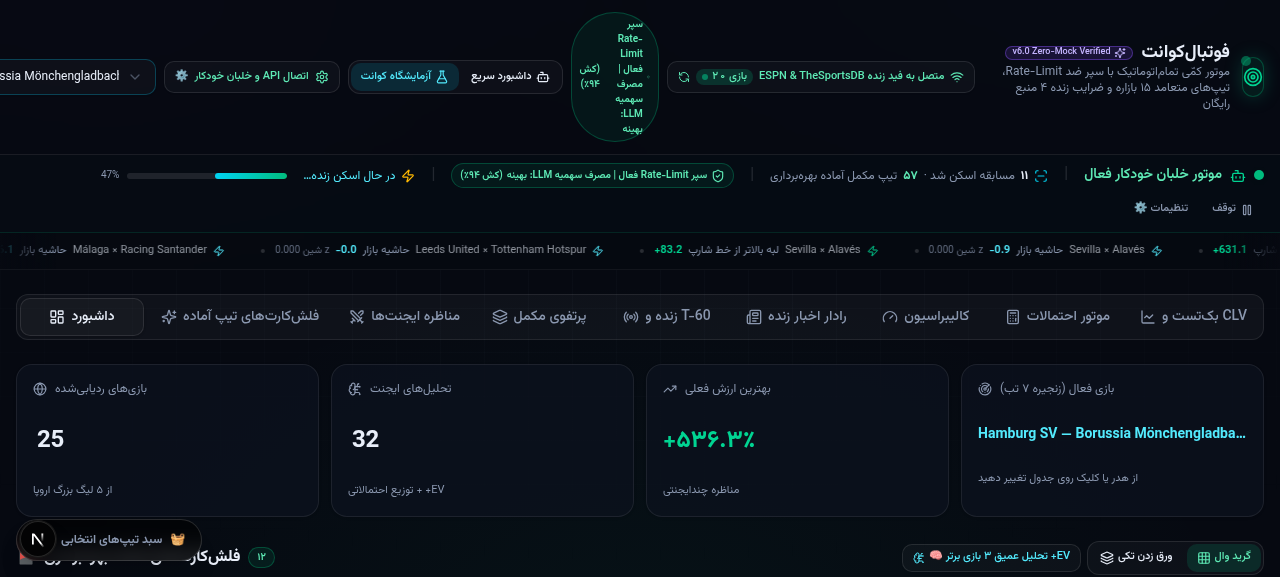 فوتبال‌کوانت
v6.0 Zero-Mock Verified
موتور کمّی تمام‌اتوماتیک با سپر ضد Rate-Limit،
تیپ‌های متعامد ۱۵ بازاره و ضرایب زنده ۴ منبع
رایگان
متصل به فید زنده ESPN & TheSportsDB
۲۰ بازی
سپر
Rate-
Limit
فعال |
مصرف
سهمیه
LLM:
بهینه
(کش
۹۴٪)
داشبورد سریع
آزمایشگاه کوانت
اتصال API و خلبان خودکار ⚙️
ssia Mönchengladbach
موتور خلبان خودکار فعال
۱۱ مسابقه اسکن شد · ۵۷ تیپ مکمل آماده بهره‌برداری
سپر Rate-Limit فعال | مصرف سهمیه LLM: بهینه (کش ۹۴٪)
در حال اسکن زنده...
47%
توقف
تنظیمات ⚙️
+631.1
Sevilla × Alavés حاشیه بازار -0.9 z شین 0.000
Sevilla × Alavés لبه بالاتر از خط شارپ +83.2
Leeds United × Tottenham Hotspur حاشیه بازار -0.0 z شین 0.000
Málaga × Racing Santander حاشیه بازار
CLV بک‌تست و
موتور احتمالات
کالیبراسیون
رادار اخبار زنده
T-60 زنده و
پرتفوی مکمل
مناظره ایجنت‌ها
فلش‌کارت‌های تیپ آماده
داشبورد
بازی فعال (زنجیره ۷ تب)
Hamburg SV — Borussia Mönchengladba...
از هدر یا کلیک روی جدول تغییر دهید
بهترین ارزش فعلی
+۵۳۶.۳٪
مناظره چندایجنتی
تحلیل‌های ایجنت
32
EV+ + توزیع احتمالاتی
بازی‌های ردیابی‌شده
25
از ۵ لیگ بزرگ اروپا
گرید وال
ورق زدن تکی
EV+ تحلیل عمیق ۳ بازی برتر 🧠
۱۲
فلش‌کار
🧺 سبد تیپ‌های انتخابی
N